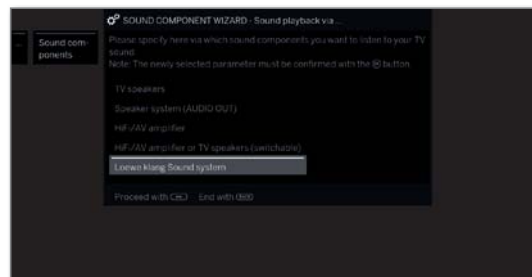 SOUND COMPONENT WIZARD - Sound playback via ...
... Sound com-
ponents
Please specify here via which sound components you want to listen to your TV
sound.
Note: The newly selected parameter must be confirmed with the button.
TV speakers
Speaker system (AUDIO OUT)
HiFi/AV amplifier
HiFi/AV amplifier or TV speakers (switchable)
Loewe klang Sound system
Proceed with End with